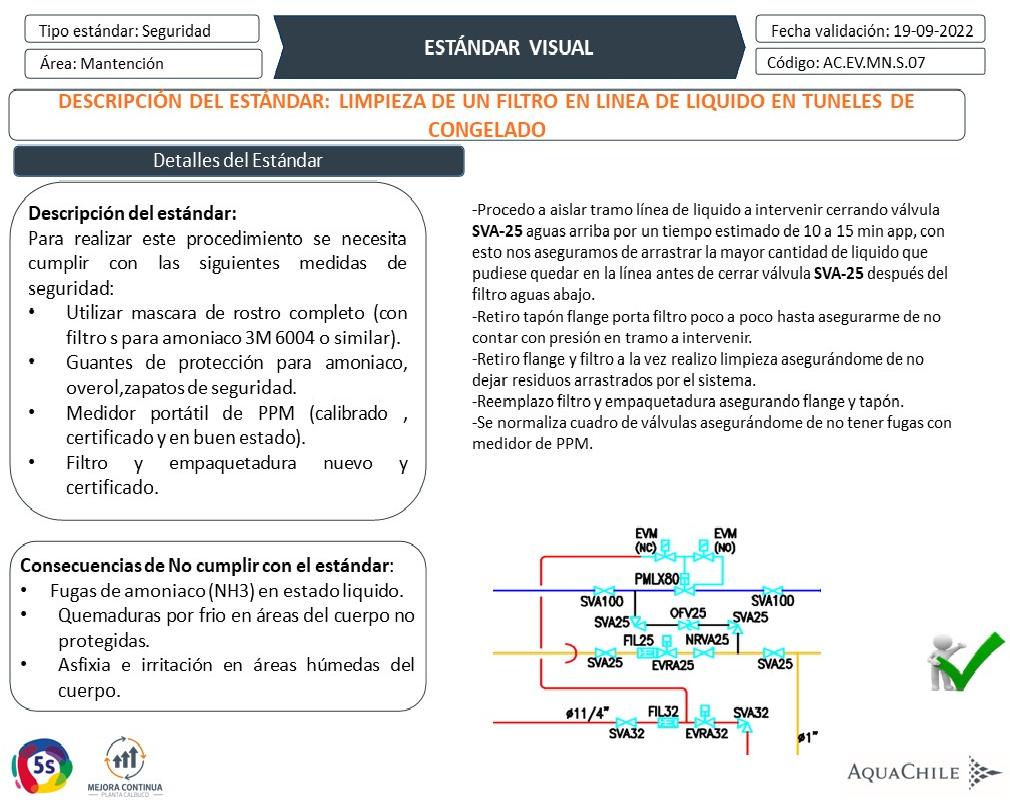 Tipo estándar: Seguridad
Área: Mantención
ESTÁNDAR VISUAL
Fecha validación: 19-09-2022
Código: AC.EV.MN.S.07
DESCRIPCIÓN DEL ESTÁNDAR: LIMPIEZA DE UN FILTRO EN LINEA DE LIQUIDO EN TUNELES DE
CONGELADO
Detalles del Estándar
Descripción del estándar:
Para realizar este procedimiento se necesita
cumplir con las siguientes medidas de
seguridad:
• Utilizar mascara de rostro completo (con
filtro s para amoniaco 3M 6004 o similar).
• Guantes de protección para amoniaco,
overol,zapatos de seguridad.
• Medidor portátil de PPM (calibrado ,
certificado y en buen estado).
• Filtro y empaquetadura nuevo y
certificado.
Consecuencias de No cumplir con el estándar:
• Fugas de amoniaco (NH3) en estado liquido.
• Quemaduras por frio en áreas del cuerpo no
protegidas.
• Asfixia e irritación en áreas húmedas del
cuerpo.
-Procedo a aislar tramo línea de liquido a intervenir cerrando válvula
SVA-25 aguas arriba por un tiempo estimado de 10 a 15 min app, con
esto nos aseguramos de arrastrar la mayor cantidad de liquido que
pudiese quedar en la línea antes de cerrar válvula SVA-25 después del
filtro aguas abajo.
-Retiro tapón flange porta filtro poco a poco hasta asegurarme de no
contar con presión en tramo a intervenir.
-Retiro flange y filtro a la vez realizo limpieza asegurándome de no
dejar residuos arrastrados por el sistema.
-Reemplazo filtro y empaquetadura asegurando flange y tapón.
-Se normaliza cuadro de válvulas asegurándome de no tener fugas con
medidor de PPM.
EVM
(NC)
EVM
(NO)
PMLX80
SVA100
SVA100
SVA25
OFV25
SVA25
FIL25
NRVA25
SVA25
EVRA25
SVA25
ø11/4"
FIL32
SVA32
SVA32
EVRA32
ø1"
5S
MEJORA CONTINUA
PLANTA CALBUCO
AQUACHILE